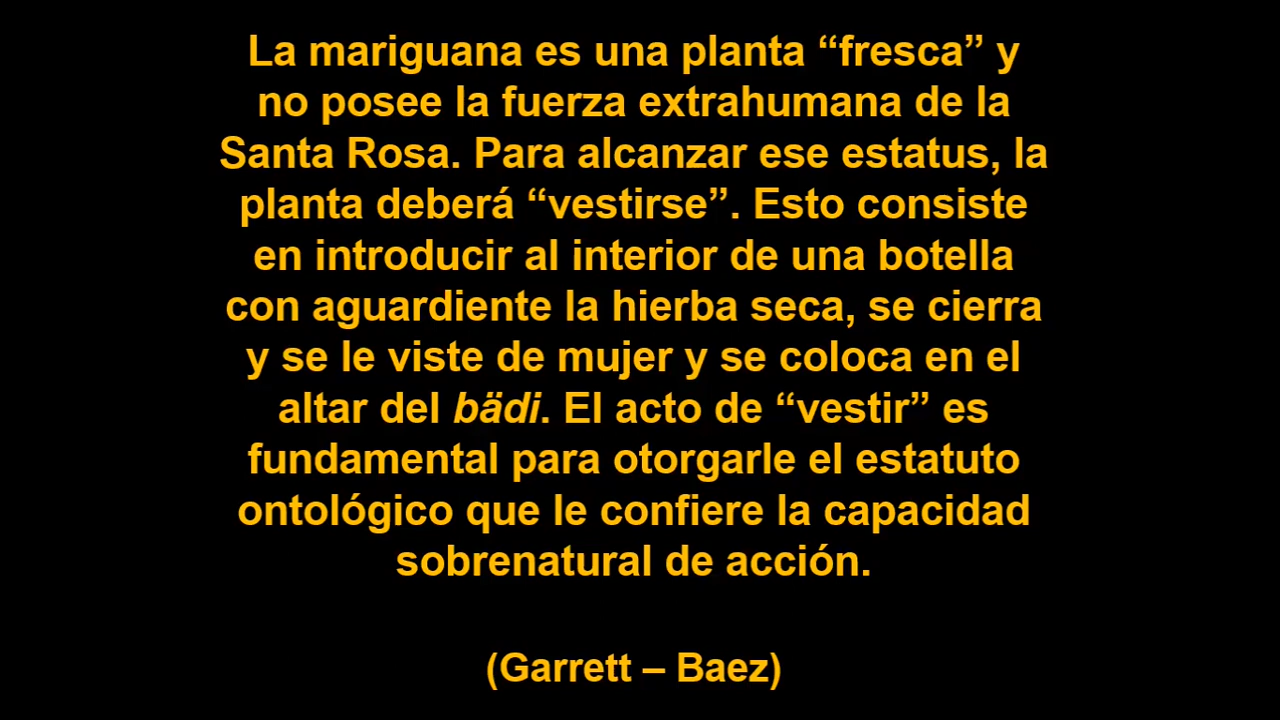 La mariguana es una planta “fresca” y
no posee la fuerza extrahumana de la
Santa Rosa. Para alcanzar ese estatus, la
planta deberá “vestirse”. Esto consiste
en introducir al interior de una botella
con aguardiente la hierba seca, se cierra
y se le viste de mujer y se coloca en el
altar del bädi. El acto de “vestir” es
fundamental para otorgarle el estatuto
ontológico que le confiere la capacidad
sobrenatural de acción.
(Garrett – Baez)